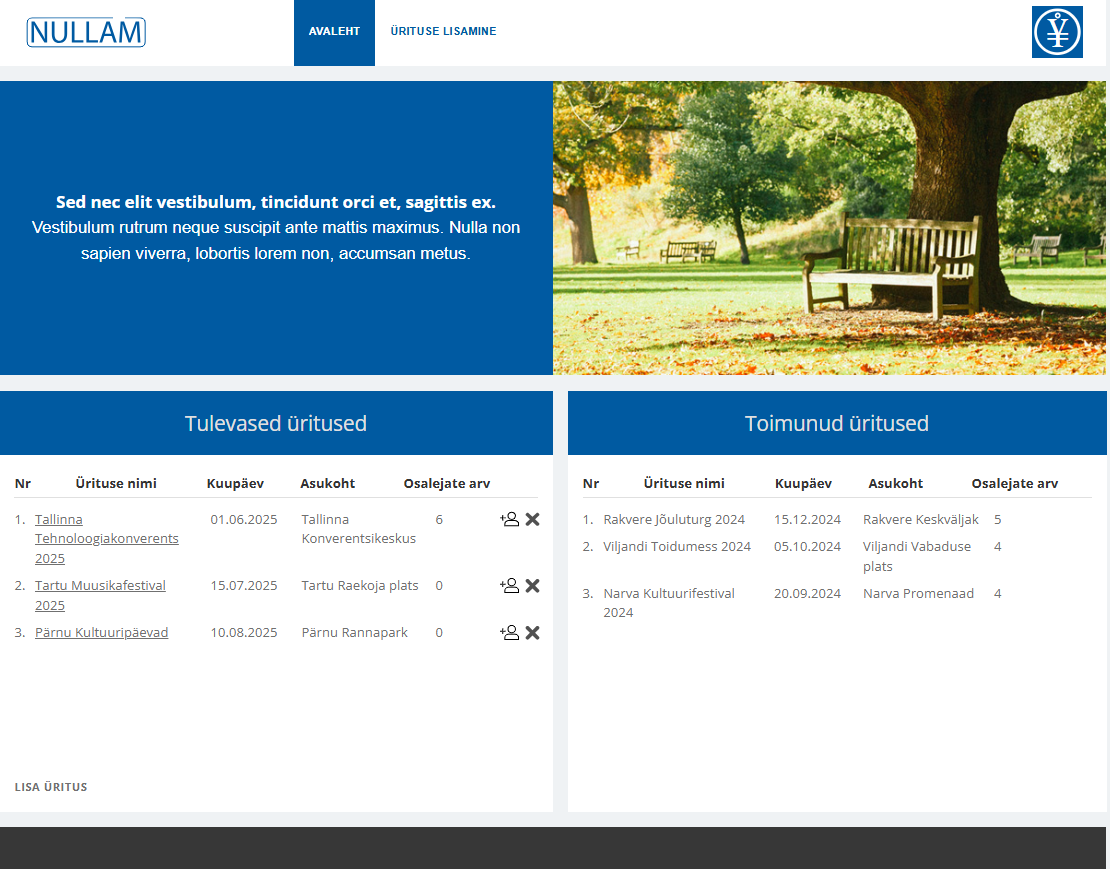 NULLAM
AVALEHT ÜRITUSE LISAMINE
Sed nec elit vestibulum, tincidunt orci et, sagittis ex.
Vestibulum rutrum neque suscipit ante mattis maximus. Nulla non
sapien viverra, lobortis lorem non, accumsan metus.
Tulevased üritused
Nr Ürituse nimi Kuupäev Asukoht Osalejate arv
1. Tallinna 01.06.2025 Tallinna 6
Tehnoloogiakonverents Konverentsikeskus
2025
2. Tartu Muusikafestival 15.07.2025 Tartu Raekoja plats 0
2025
3. Pärnu Kultuuripäevad 10.08.2025 Pärnu Rannapark 0
LISA ÜRITUS
Toimunud üritused
Nr Ürituse nimi Kuupäev Asukoht Osalejate arv
1. Rakvere Jõuluturg 2024 15.12.2024 Rakvere Keskväljak 5
2. Viljandi Toidumess 2024 05.10.2024 Viljandi Vabaduse 4
plats
3. Narva Kultuurifestival 20.09.2024 Narva Promenaad 4
2024